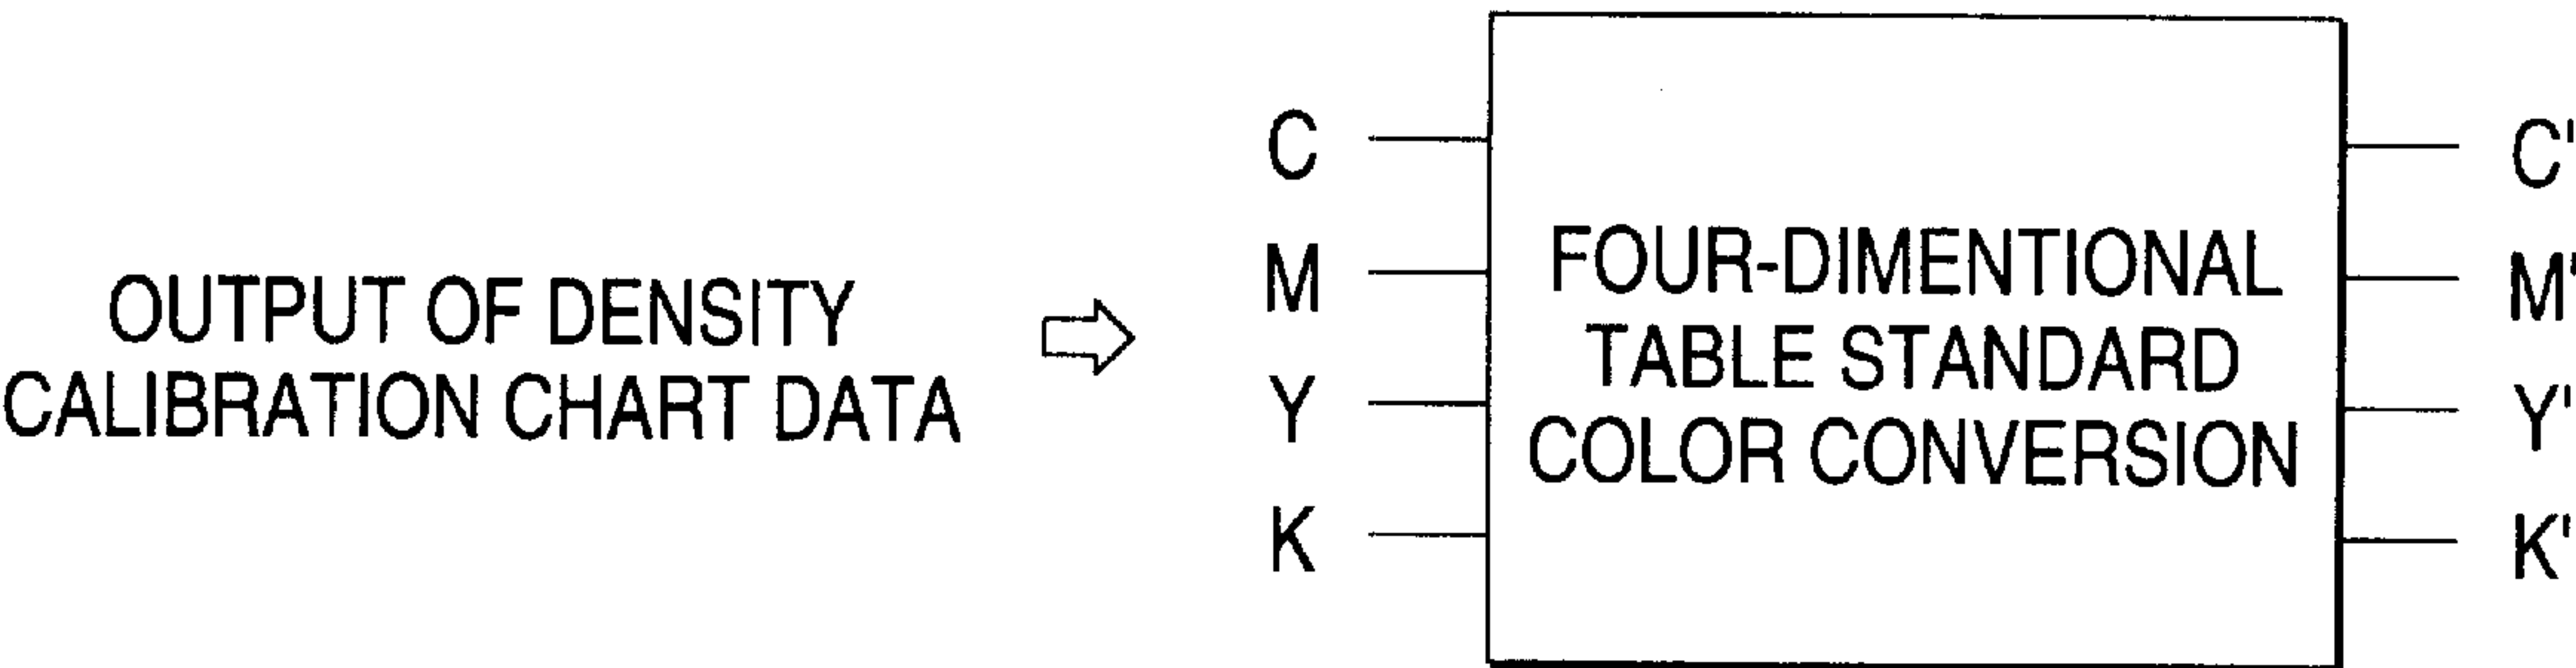 OUTPUT OF DENSITY
CALIBRATION CHART DATA
C
M
Y
K
FOUR-DIMENTIONAL
TABLE STANDARD
COLOR CONVERSION
C'
M'
Y'
K'